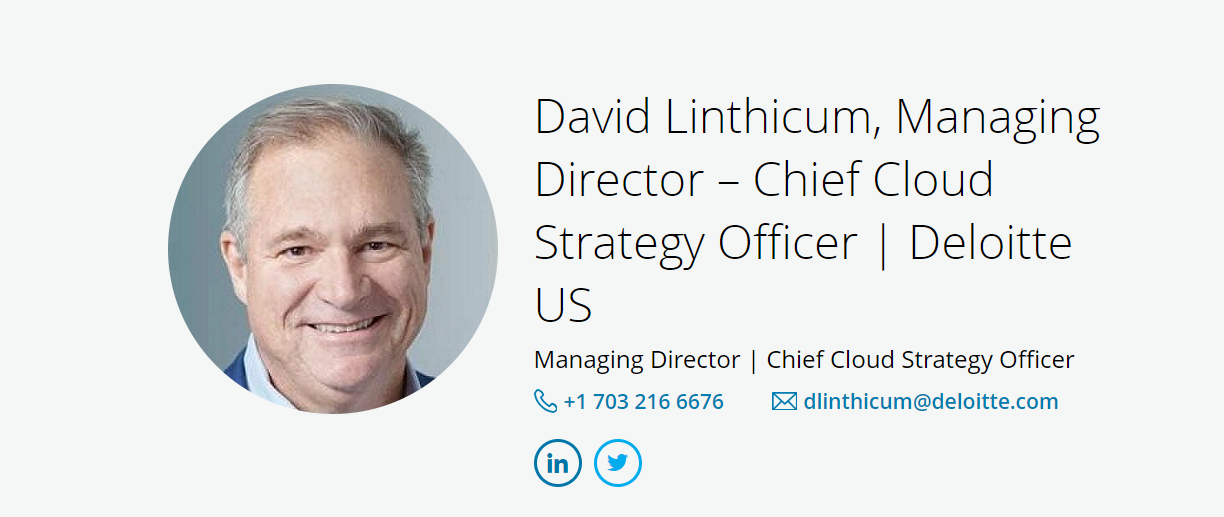 David Linthicum, Managing
Director – Chief Cloud
Strategy Officer | Deloitte
US
Managing Director | Chief Cloud Strategy Officer
+1 703 216 6676 dlinthicum@deloitte.com
in